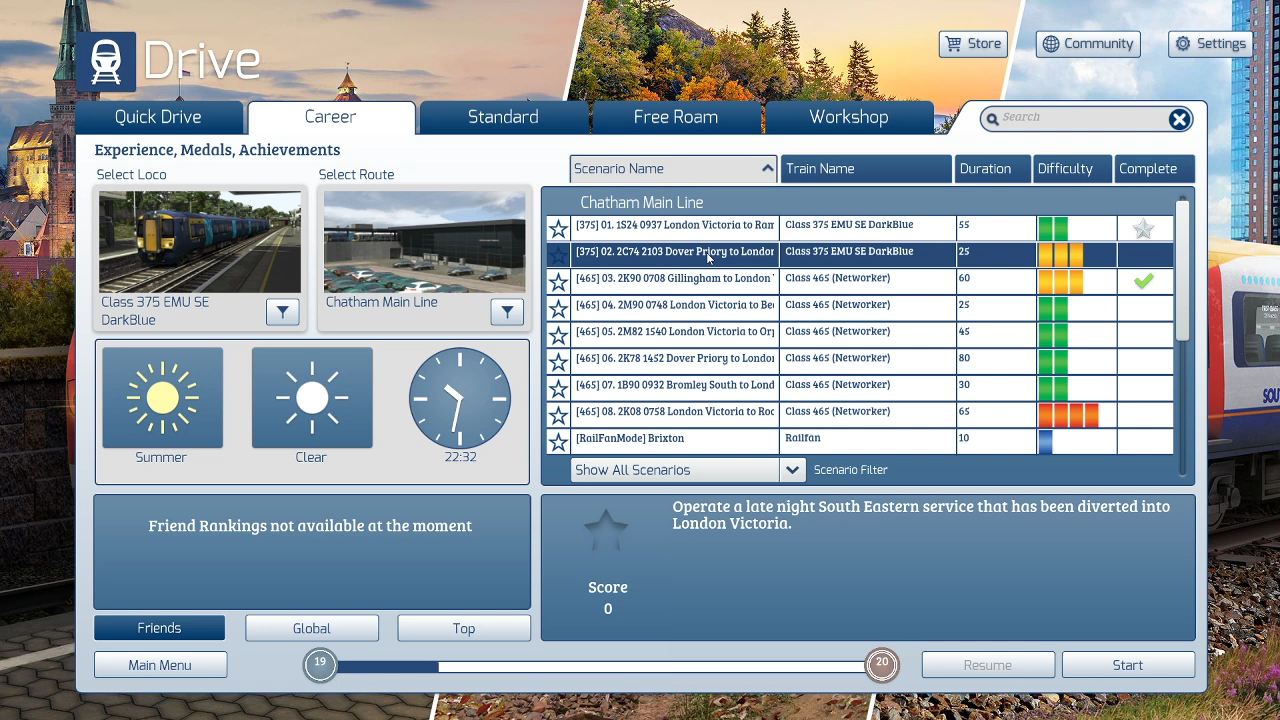 Drive
Store
Community
Settings
Quick Drive
Career
Standard
Free Roam
Workshop
Search
Experience, Medals, Achievements
Select Loco
Select Route
Class 375 EMU SE
DarkBlue
Chatham Main Line
Summer
Clear
22:32
Scenario Name
Train Name
Duration
Difficulty
Complete
Chatham Main Line
[375] 01. 1S24 0937 London Victoria to Ram
Class 375 EMU SE DarkBlue
55
[375] 02. 2C74 2103 Dover Priory to London
Class 375 EMU SE DarkBlue
25
[465] 03. 2K90 0708 Gillingham to London
Class 465 (Networker)
60
[465] 04. 2M90 0748 London Victoria to Be
Class 465 (Networker)
25
[465] 05. 2M82 1540 London Victoria to Orp
Class 465 (Networker)
45
[465] 06. 2K78 1452 Dover Priory to London
Class 465 (Networker)
80
[465] 07. 1B90 0932 Bromley South to Lond
Class 465 (Networker)
30
[465] 08. 2K08 0758 London Victoria to Roc
Class 465 (Networker)
65
[RailFanMode] Brixton
Railfan
10
Show All Scenarios
Scenario Filter
Friend Rankings not available at the moment
Operate a late night South Eastern service that has been diverted into
London Victoria.
Score
0
Friends
Global
Top
Main Menu
19
20
Resume
Start